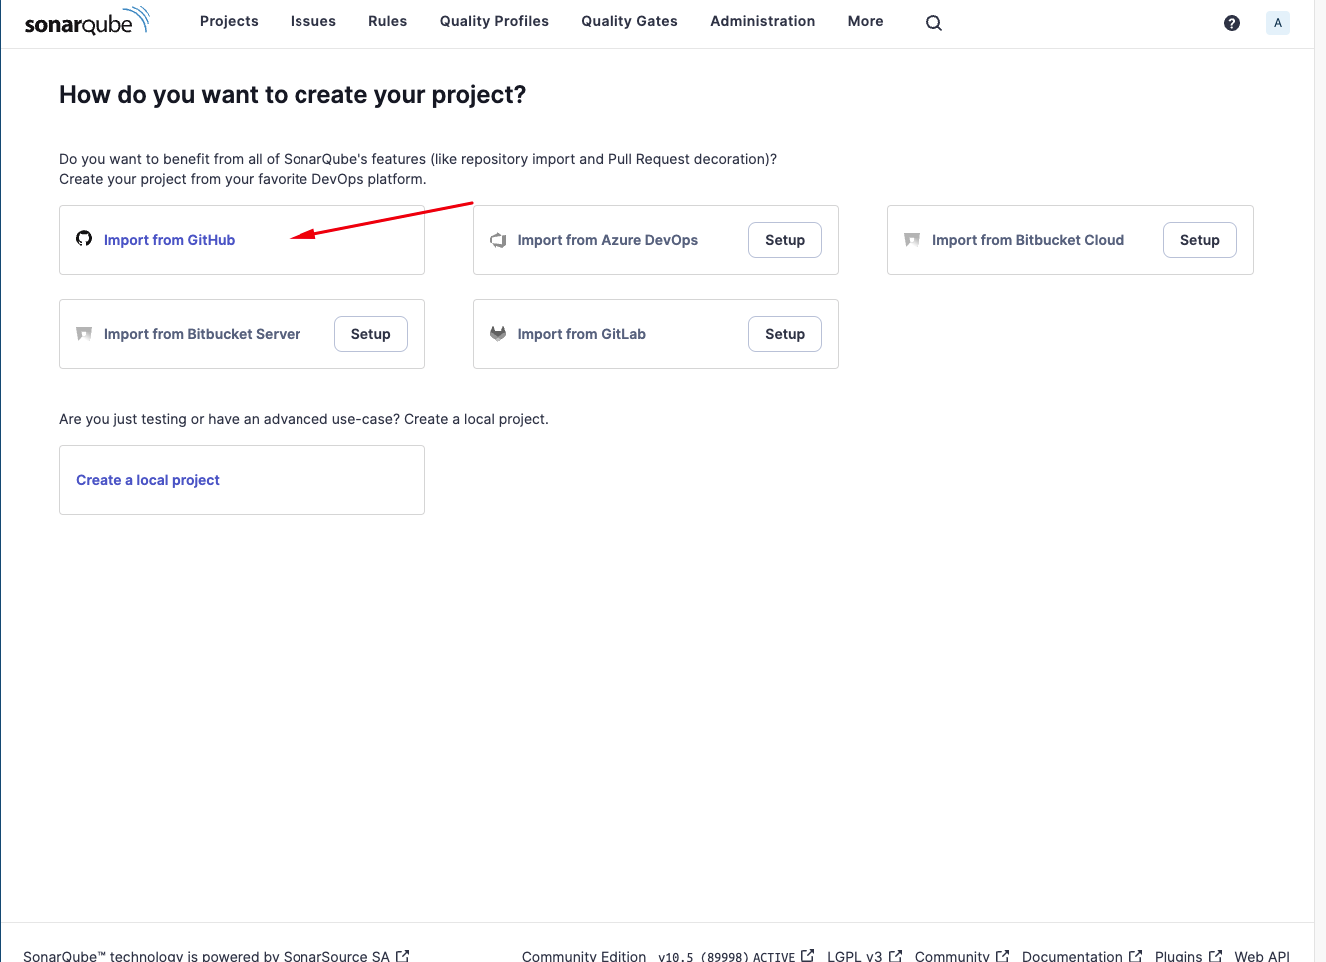 sonarqube Projects Issues Rules Quality Profiles Quality Gates Administration More ? A
How do you want to create your project?
Do you want to benefit from all of SonarQube's features (like repository import and Pull Request decoration)?
Create your project from your favorite DevOps platform.
Import from GitHub
Import from Azure DevOps Setup
Import from Bitbucket Cloud Setup
Import from Bitbucket Server Setup
Import from GitLab Setup
Are you just testing or have an advanced use-case? Create a local project.
Create a local project
SonarQube™ technology is powered by SonarSource SA Community Edition v10.5 (89998) ACTIVE LGPL v3 Community Documentation Plugins Web API